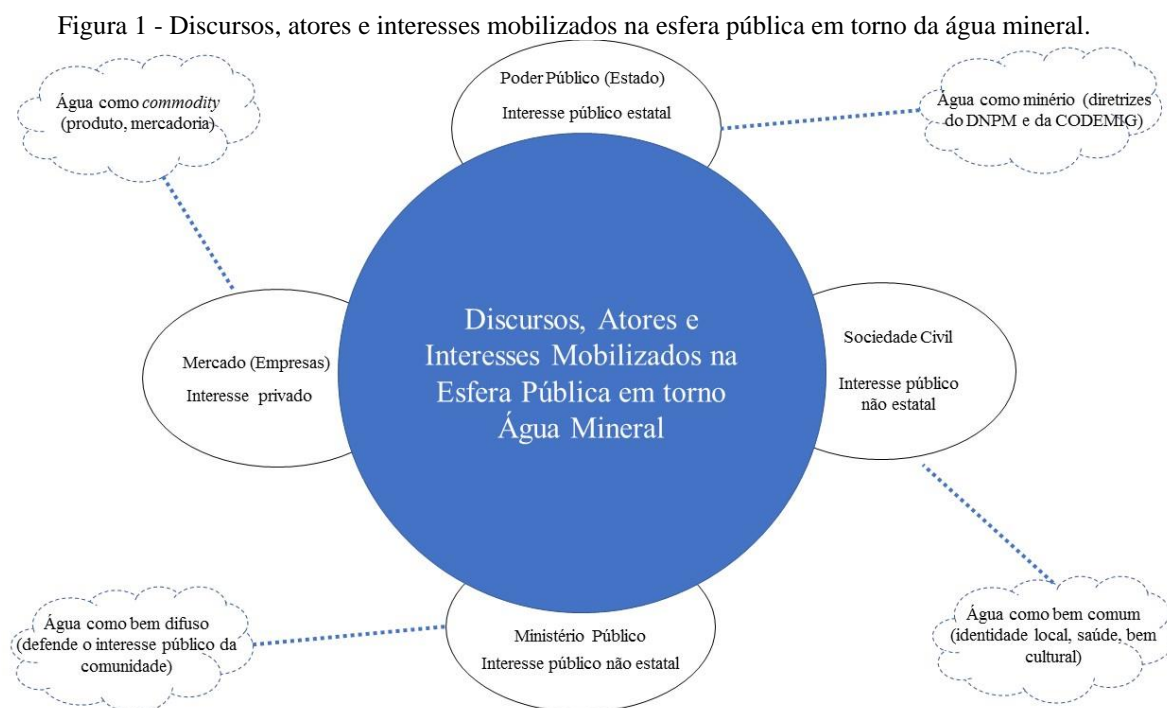 Figura 1 - Discursos, atores e interesses mobilizados na esfera pública em torno da água mineral.
Poder Público (Estado)
Interesse público estatal
Água como commodity
(produto, mercadoria)
Água como minério (diretrizes
do DNPM e da CODEMIG)
Discursos, Atores e
Interesses Mobilizados na
Esfera Pública em torno
Água Mineral
Mercado (Empresas)
Interesse privado
Sociedade Civil
Interesse público
não estatal
Água como bem difuso
(defende o interesse público da
comunidade)
Ministério Público
Interesse público não estatal
Água como bem comum
(identidade local, saúde, bem
cultural)